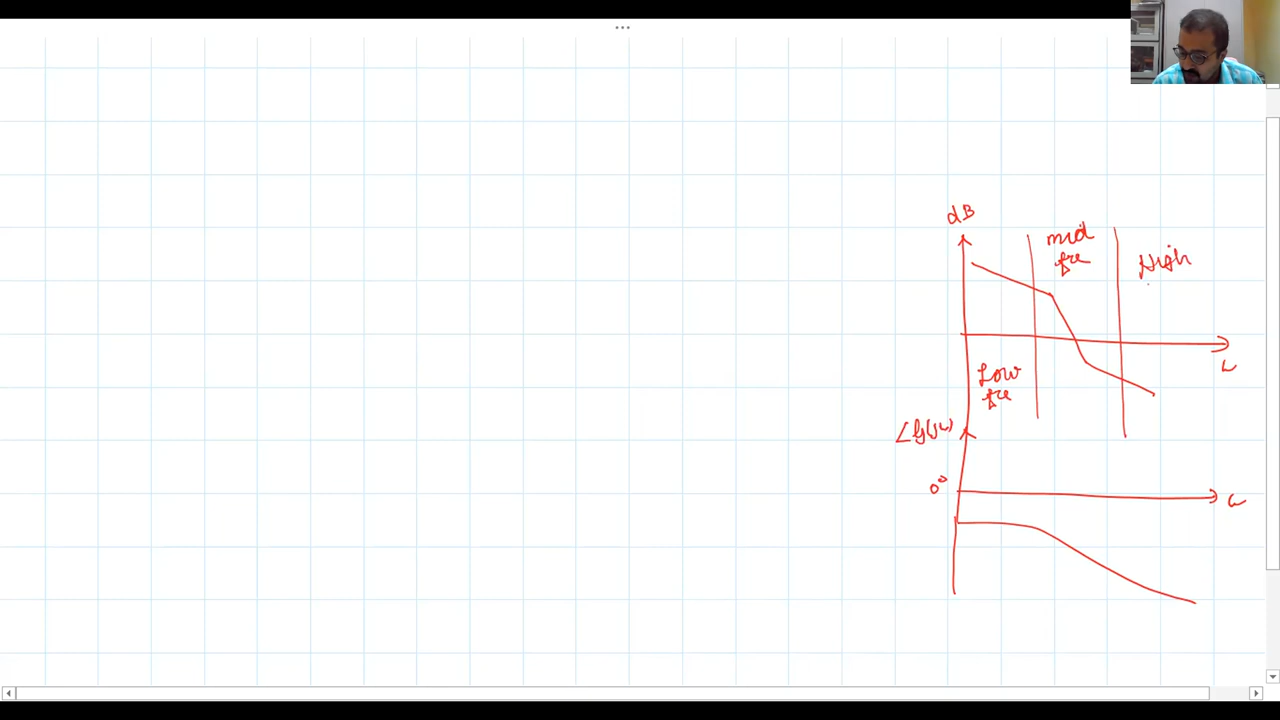 dB
mid
fre
High
ω
Low
fre
∠G(jω)
0°
ω